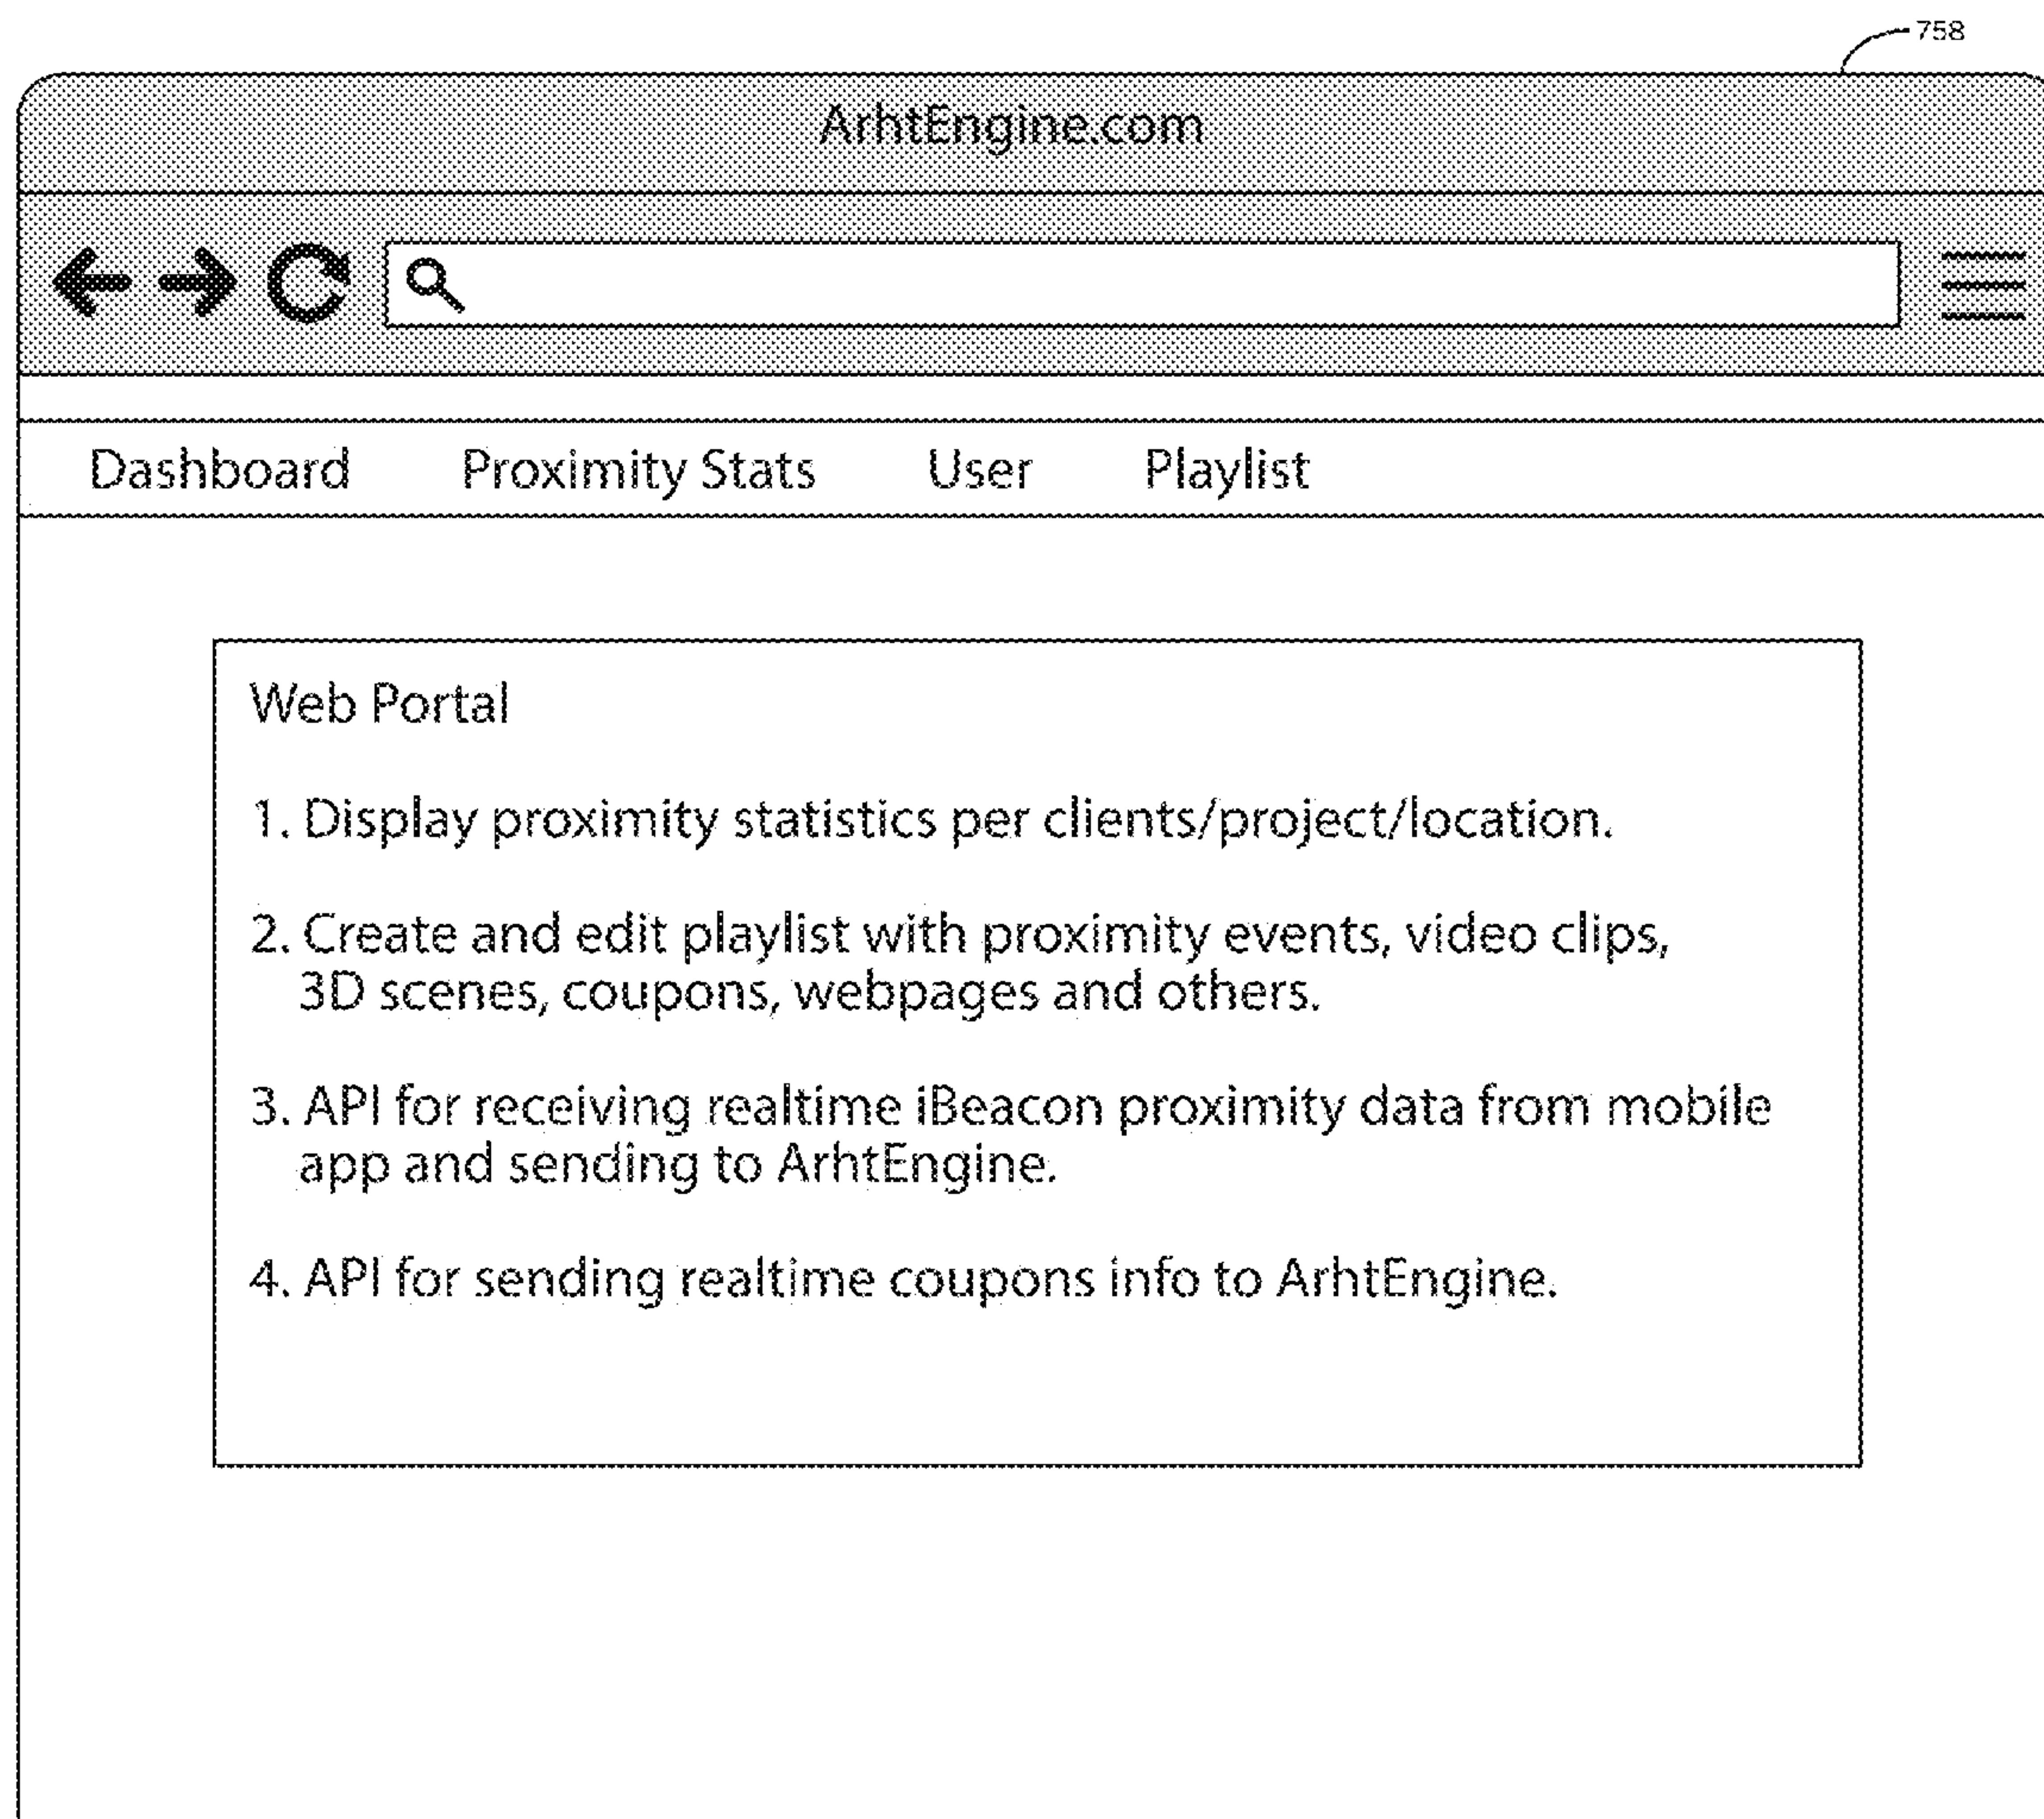 758
ArhtEngine.com
Dashboard Proximity Stats User Playlist
Web Portal
1. Display proximity statistics per clients/project/location.
2. Create and edit playlist with proximity events, video clips,
3D scenes, coupons, webpages and others.
3. API for receiving realtime iBeacon proximity data from mobile
app and sending to ArhtEngine.
4. API for sending realtime coupons info to ArhtEngine.